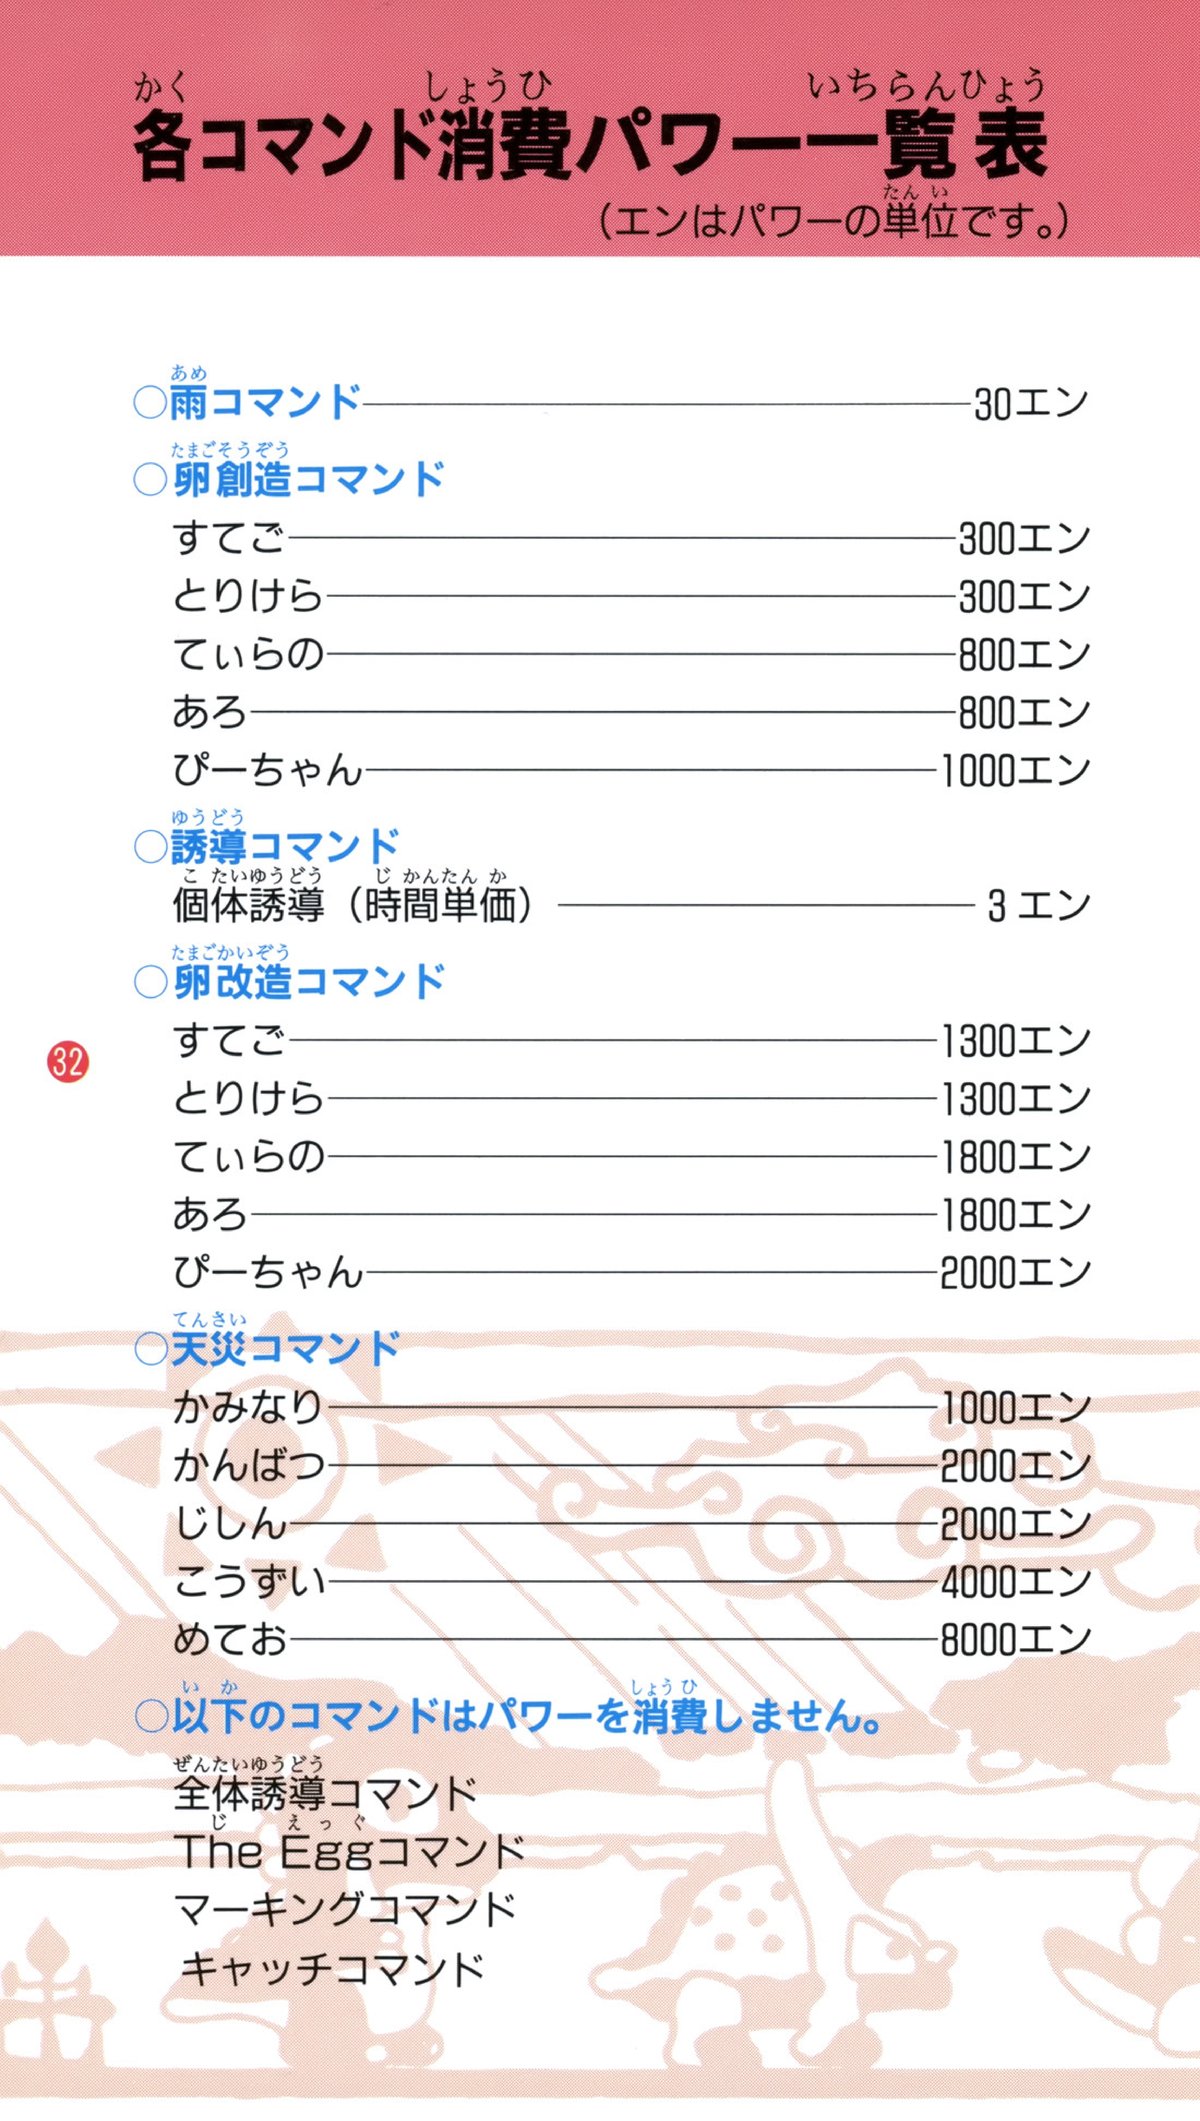 各コマンド消費パワー一覧表
(エンはパワーの単位です。)
○雨コマンド 30エン
○卵創造コマンド
すてご 300エン
とりけら 300エン
てぃらの 800エン
あろ 800エン
ぴーちゃん 1000エン
○誘導コマンド
個体誘導(時間単価) 3エン
○卵改造コマンド
すてご 1300エン
とりけら 1300エン
てぃらの 1800エン
あろ 1800エン
ぴーちゃん 2000エン
○天災コマンド
かみなり 1000エン
かんばつ 2000エン
じしん 2000エン
こうずい 4000エン
めてお 8000エン
○以下のコマンドはパワーを消費しません。
全体誘導コマンド
The Eggコマンド
マーキングコマンド
キャッチコマンド
32